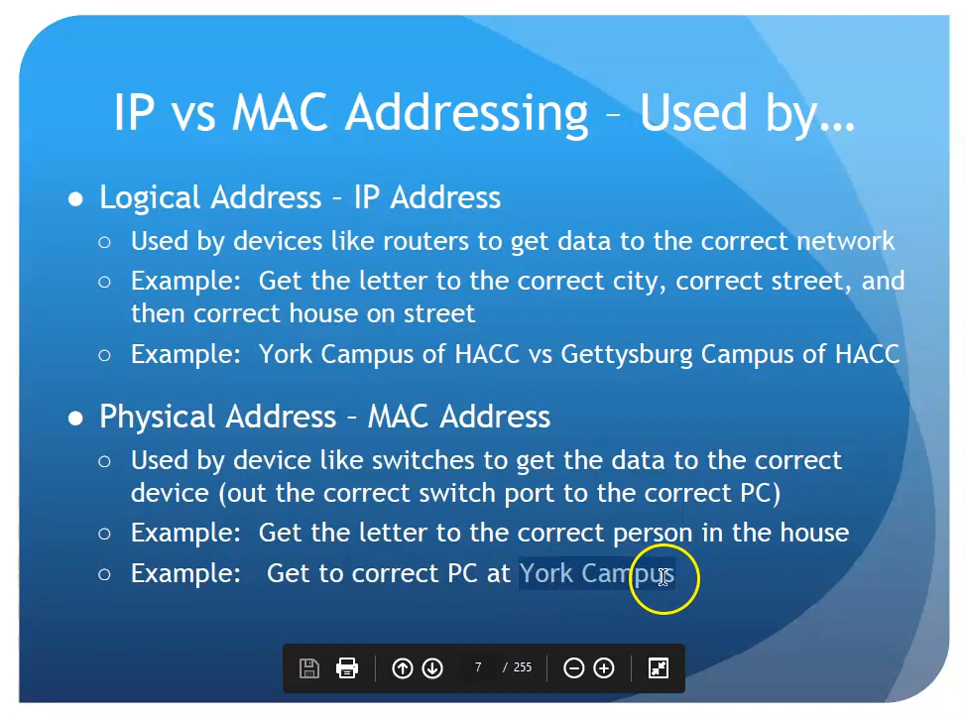 IP vs MAC Addressing – Used by…
● Logical Address – IP Address
○ Used by devices like routers to get data to the correct network
○ Example: Get the letter to the correct city, correct street, and
then correct house on street
○ Example: York Campus of HACC vs Gettysburg Campus of HACC
● Physical Address – MAC Address
○ Used by device like switches to get the data to the correct
device (out the correct switch port to the correct PC)
○ Example: Get the letter to the correct person in the house
○ Example: Get to correct PC at York Campus
7 / 255